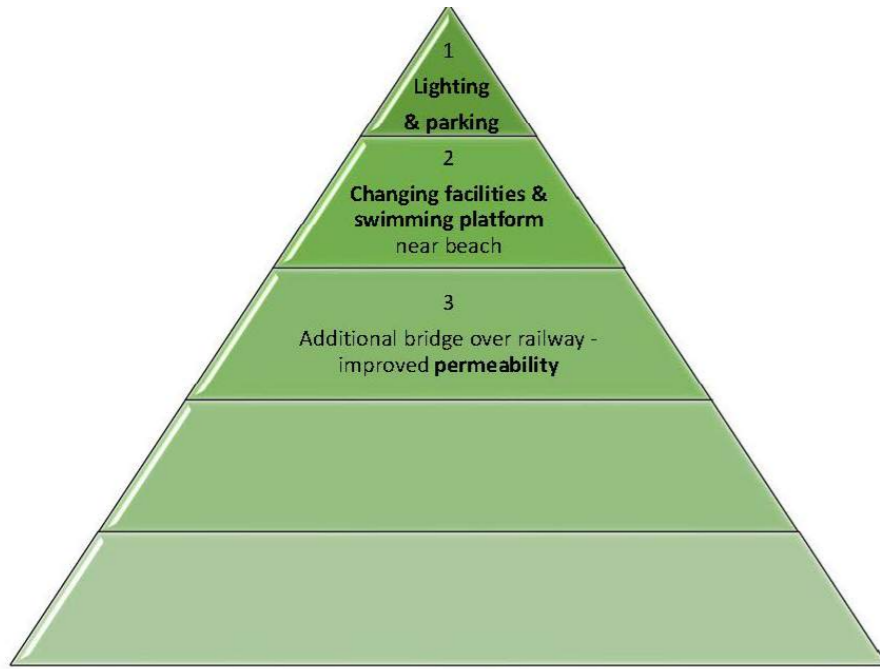 1
Lighting
& parking
2
Changing facilities &
swimming platform
near beach
3
Additional bridge over railway -
improved permeability